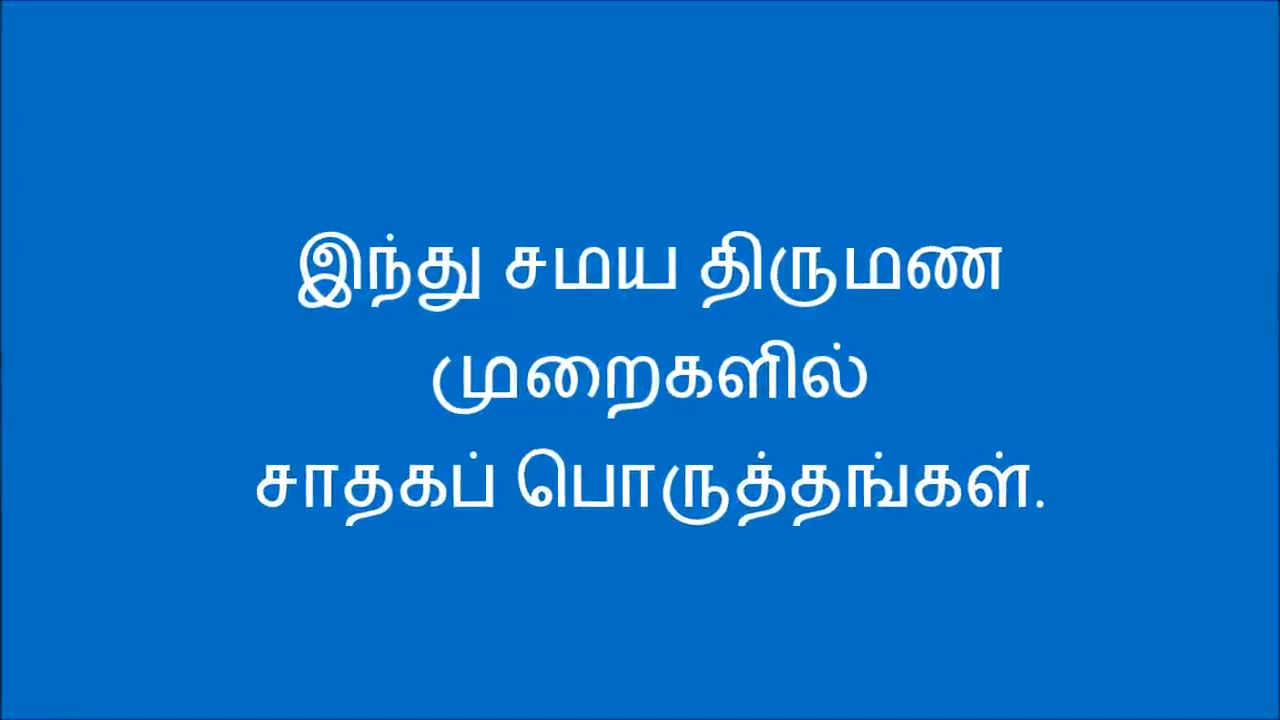 இந்து சமய திருமண
முறைகளில்
சாதகப் பொருத்தங்கள்.